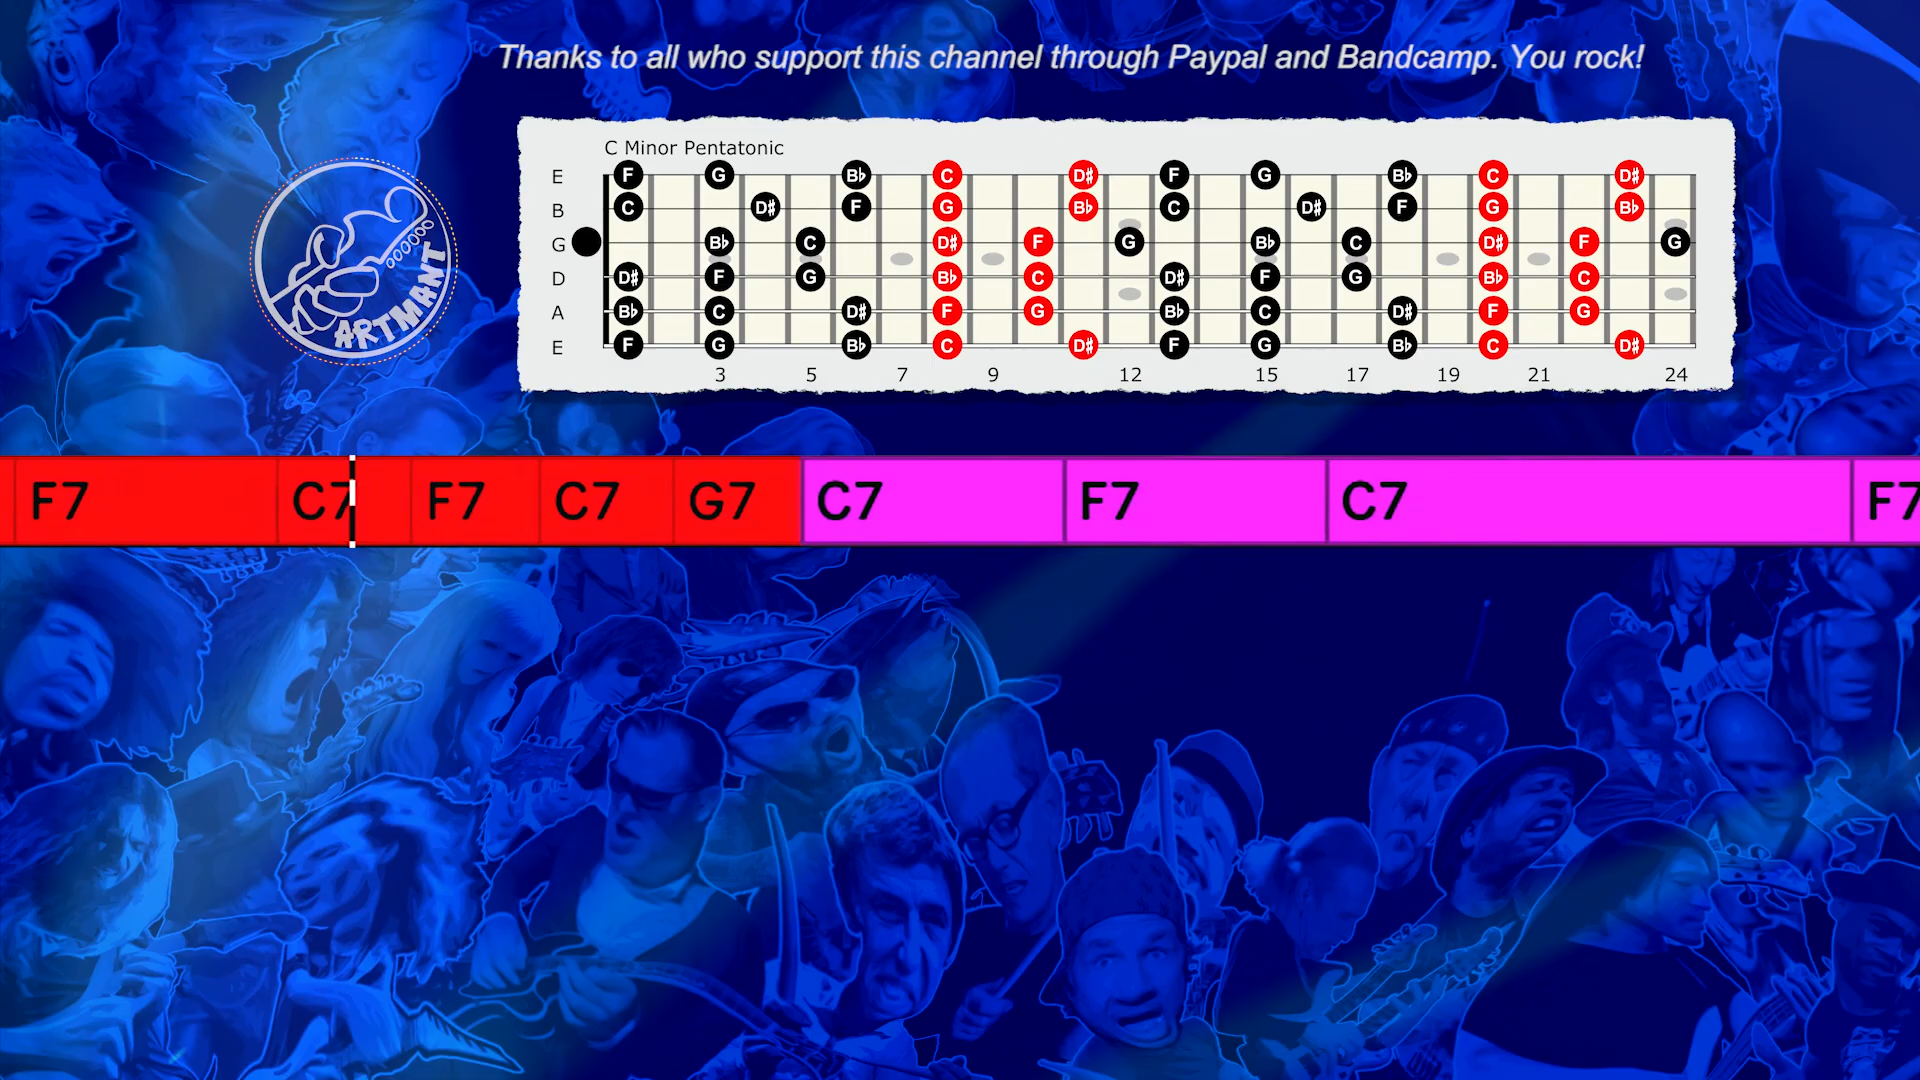 Thanks to all who support this channel through Paypal and Bandcamp. You rock!
C Minor Pentatonic
E F G B♭ C D# F G B♭ C D#
B C D# F G B♭ C D# F G B♭
G B♭ C D# F G B♭ C D# F G
D D# F G B♭ C D# F G B♭ C
A B♭ C D# F G B♭ C D# F G
E F G B♭ C D# F G B♭ C D#
3 5 7 9 12 15 17 19 21 24
ARTMANT
F7 C7 F7 C7 G7 C7 F7 C7 F7